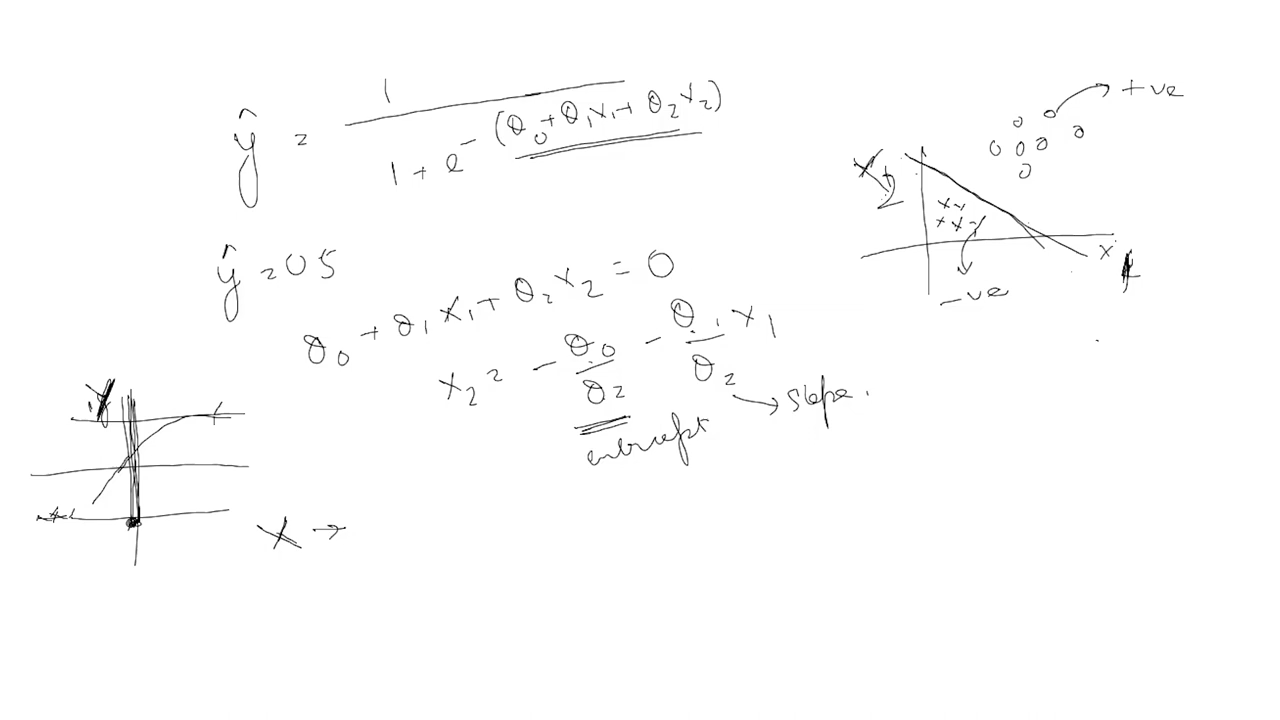 ŷ = 1 / (1 + e^-(θ₀ + θ₁x₁ + θ₂x₂))
ŷ = 0 5
θ₀ + θ₁x₁ + θ₂x₂ = 0
x₂ = - θ₀/θ₂ - θ₁/θ₂ x₁
→ slope.
intercept
X →
+ve
x₂
x
-ve